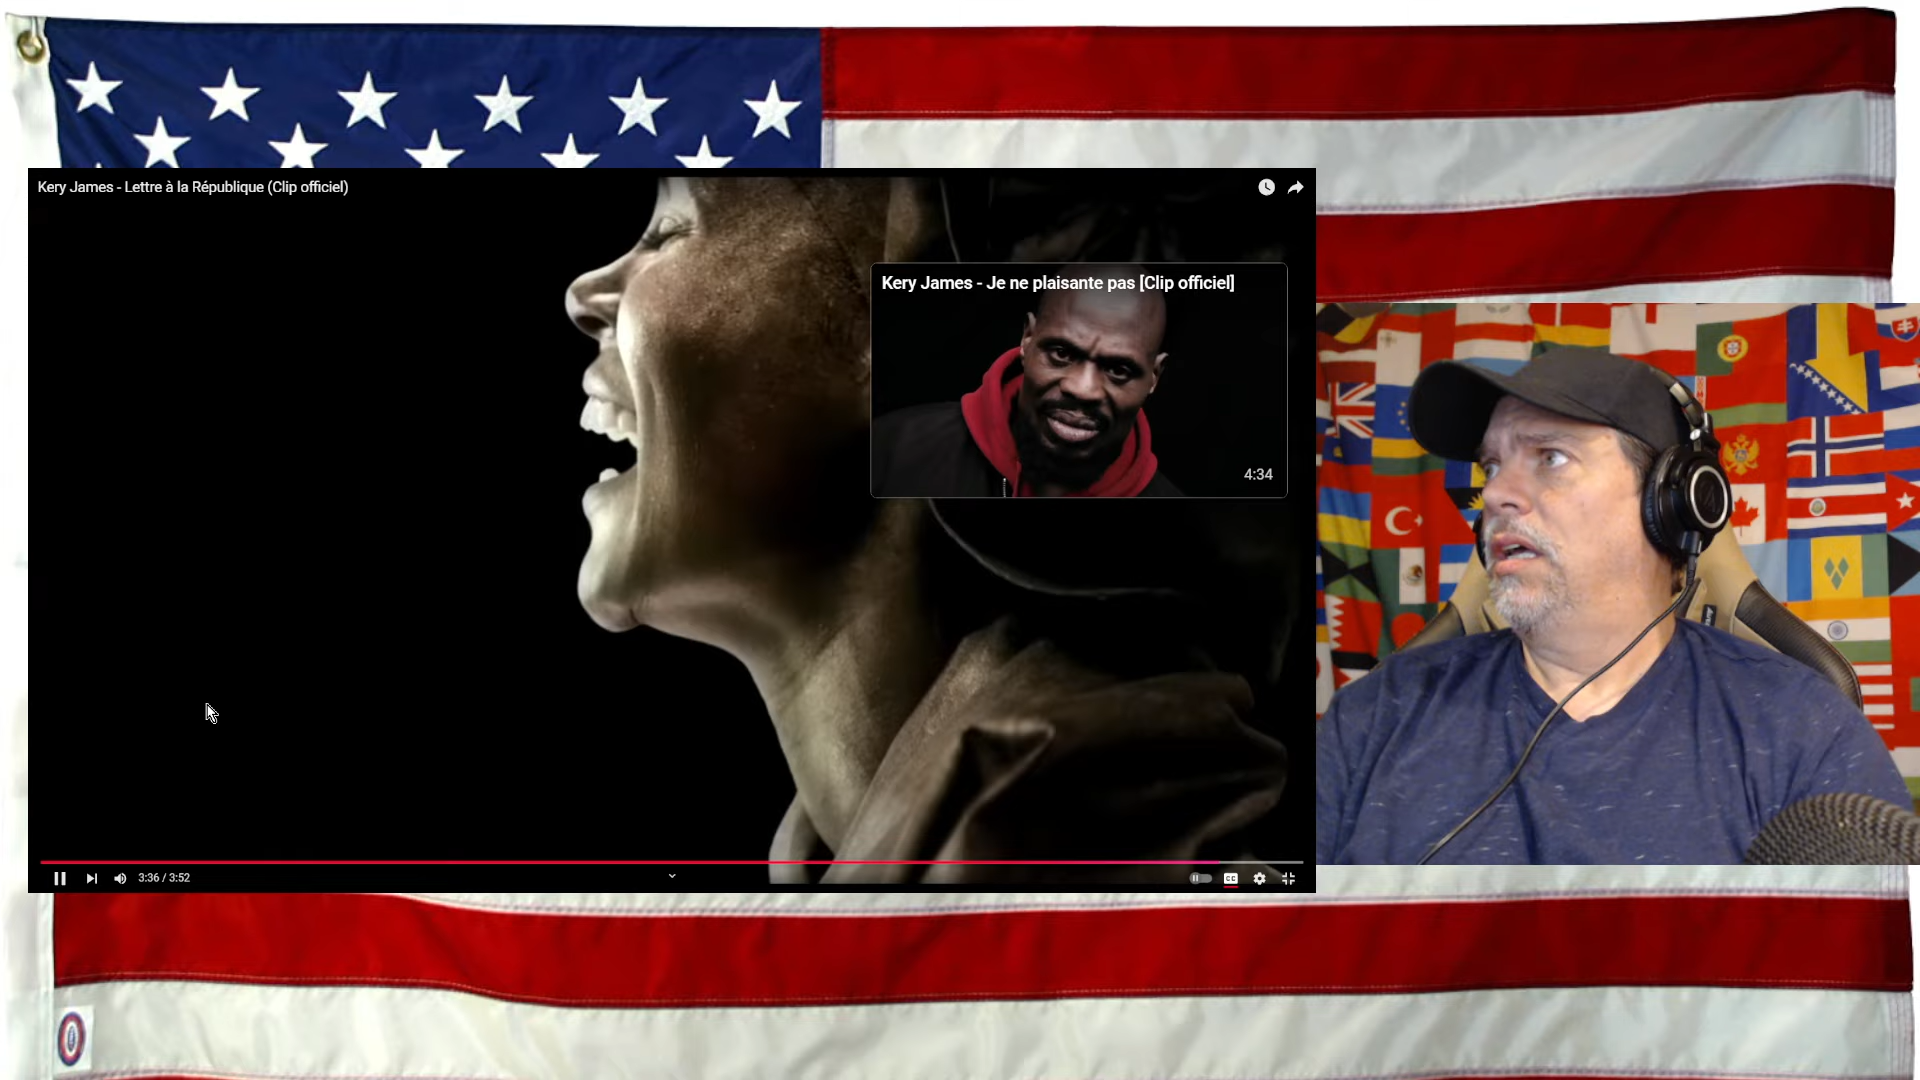 Kery James - Lettre à la République (Clip officiel)
Kery James - Je ne plaisante pas [Clip officiel]
4:34
3:36 / 3:52
CC